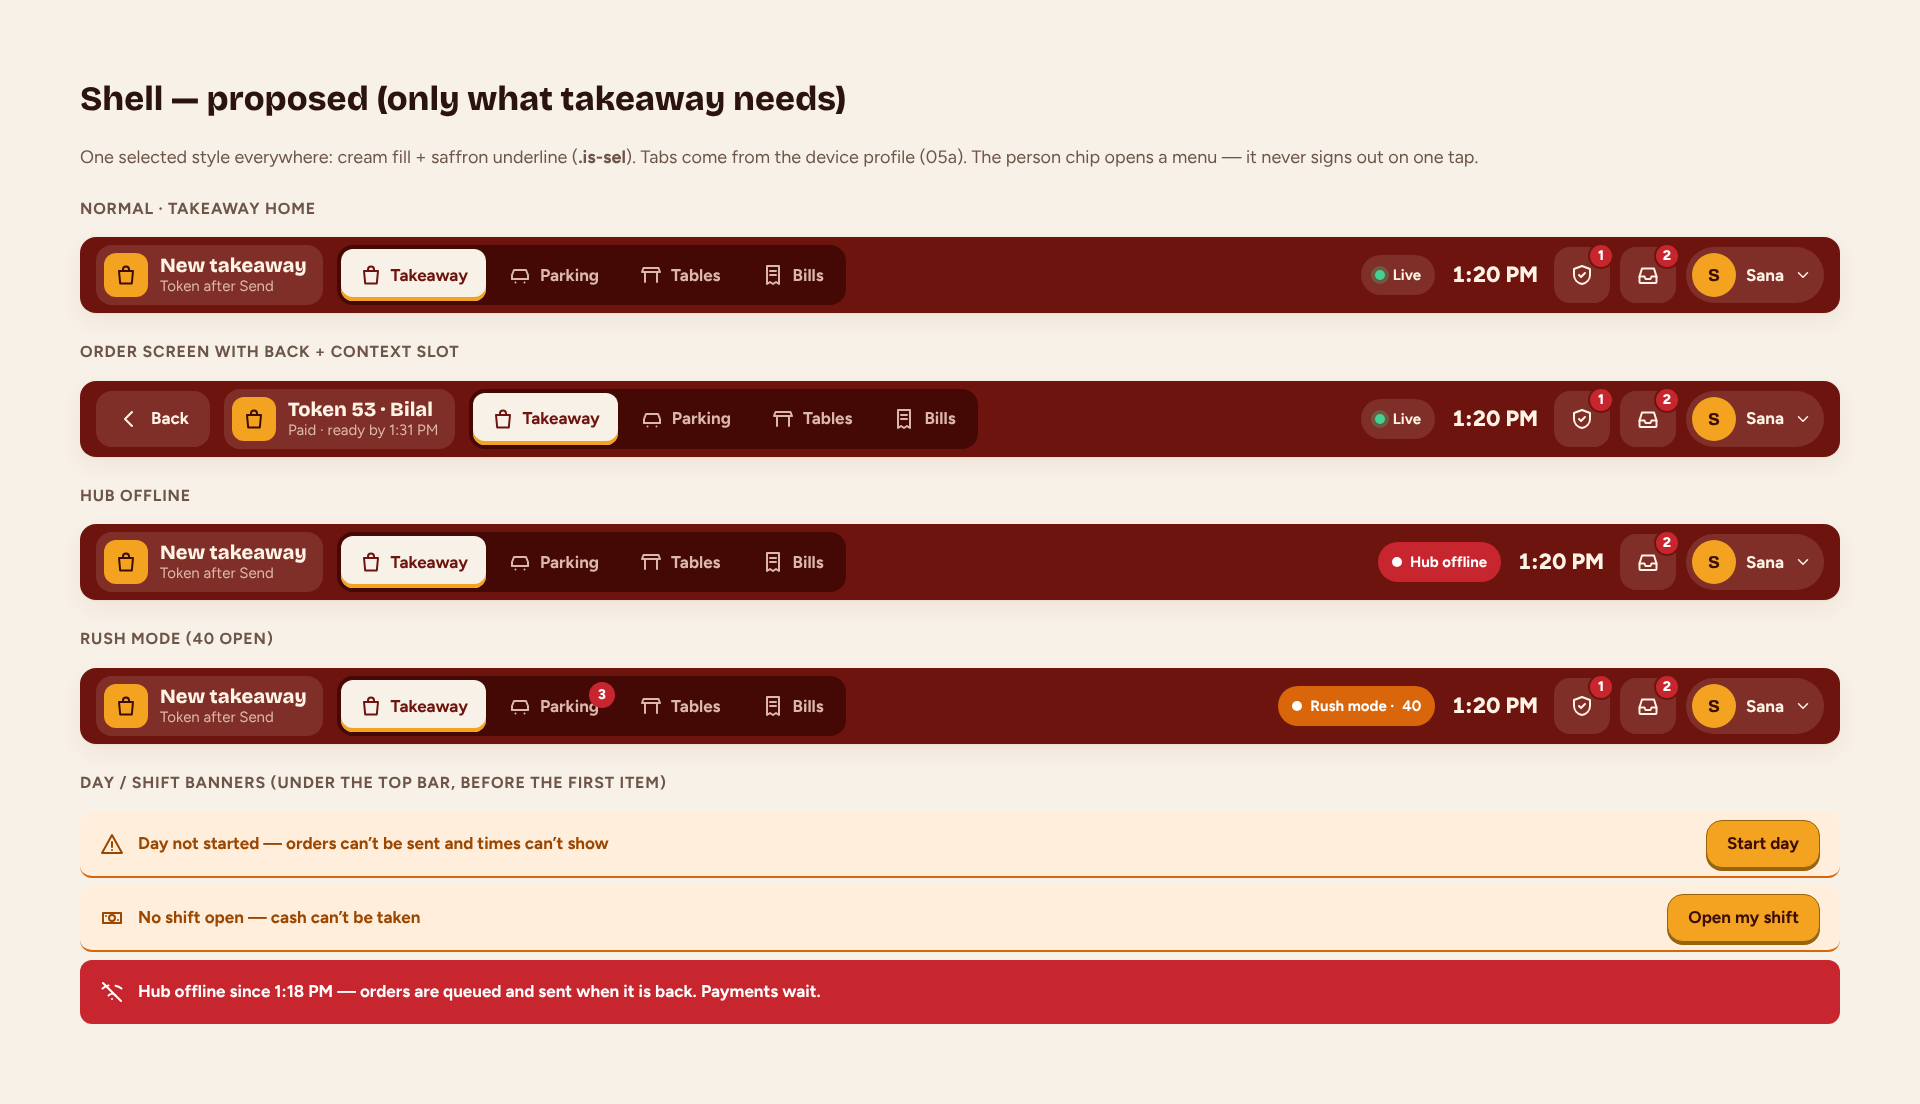 Shell — proposed (only what takeaway needs)
One selected style everywhere: cream fill + saffron underline (.is-sel). Tabs come from the device profile (05a). The person chip opens a menu — it never signs out on one tap.
NORMAL · TAKEAWAY HOME
New takeaway
Token after Send
Takeaway Parking Tables Bills
Live 1:20 PM 1 2 S Sana
ORDER SCREEN WITH BACK + CONTEXT SLOT
Back
Token 53 · Bilal
Paid · ready by 1:31 PM
Takeaway Parking Tables Bills
Live 1:20 PM 1 2 S Sana
HUB OFFLINE
New takeaway
Token after Send
Takeaway Parking Tables Bills
Hub offline 1:20 PM 2 S Sana
RUSH MODE (40 OPEN)
New takeaway
Token after Send
Takeaway Parking 3 Tables Bills
Rush mode · 40 1:20 PM 1 2 S Sana
DAY / SHIFT BANNERS (UNDER THE TOP BAR, BEFORE THE FIRST ITEM)
Day not started — orders can’t be sent and times can’t show Start day
No shift open — cash can’t be taken Open my shift
Hub offline since 1:18 PM — orders are queued and sent when it is back. Payments wait.